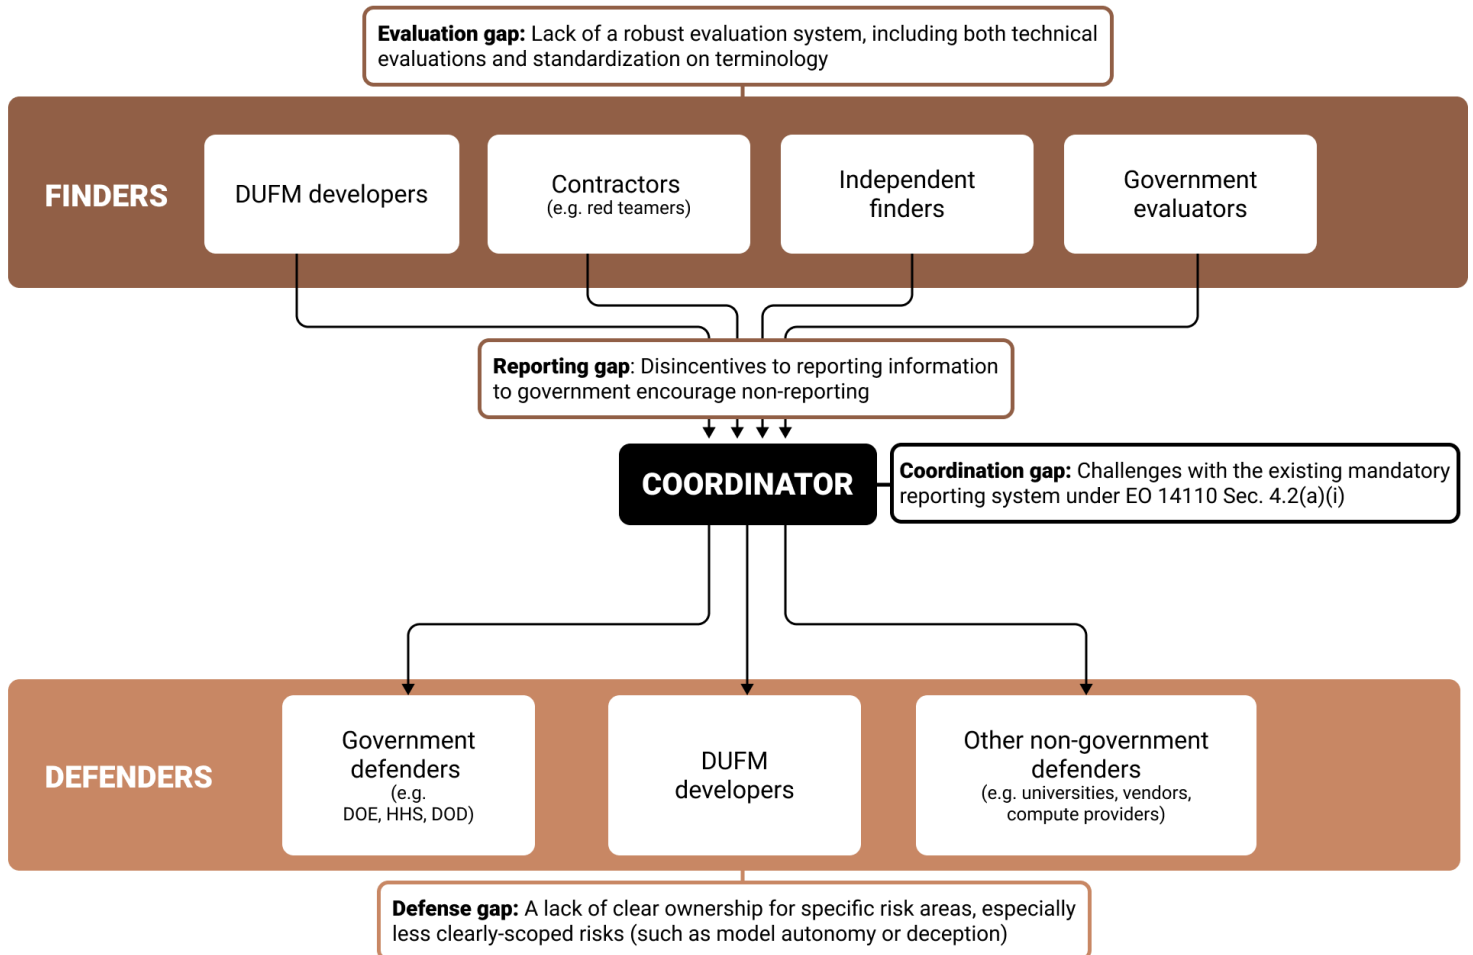 Evaluation gap: Lack of a robust evaluation system, including both technical
evaluations and standardization on terminology
FINDERS
DUFM developers
Contractors
(e.g. red teamers)
Independent
finders
Government
evaluators
Reporting gap: Disincentives to reporting information
to government encourage non-reporting
COORDINATOR
Coordination gap: Challenges with the existing mandatory
reporting system under EO 14110 Sec. 4.2(a)(i)
DEFENDERS
Government
defenders
(e.g.
DOE, HHS, DOD)
DUFM
developers
Other non-government
defenders
(e.g. universities, vendors,
compute providers)
Defense gap: A lack of clear ownership for specific risk areas, especially
less clearly-scoped risks (such as model autonomy or deception)